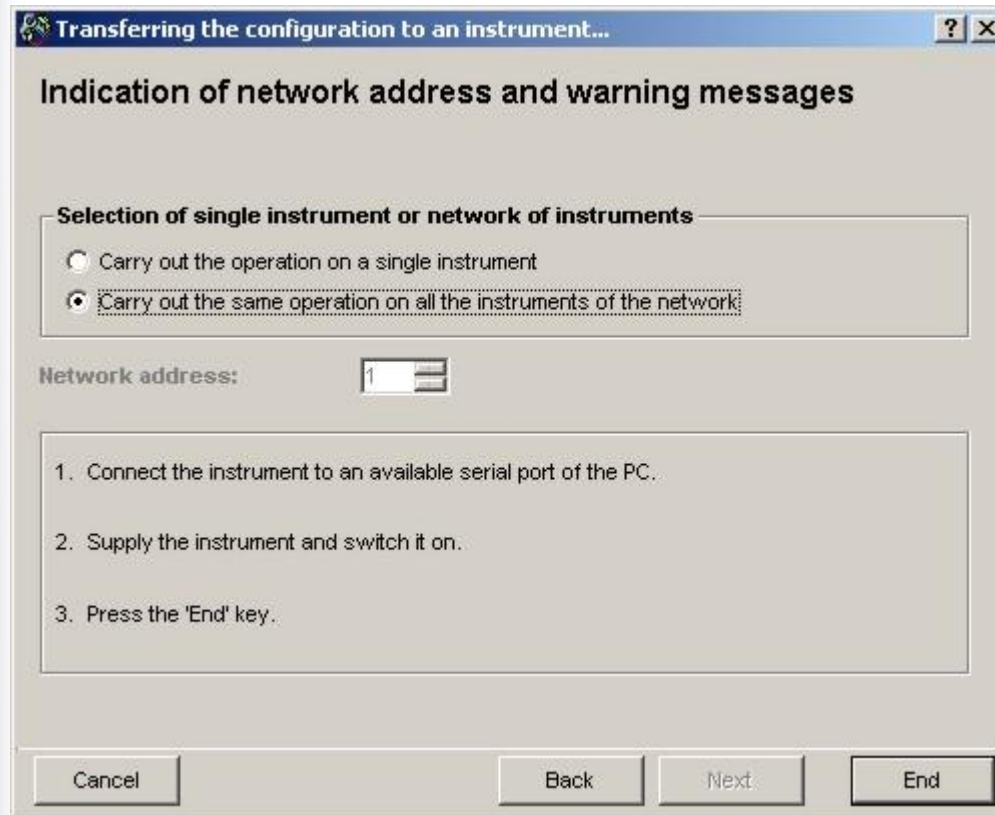 Transferring the configuration to an instrument...
Indication of network address and warning messages
Selection of single instrument or network of instruments
Carry out the operation on a single instrument
Carry out the same operation on all the instruments of the network
Network address: 1
1. Connect the instrument to an available serial port of the PC.
2. Supply the instrument and switch it on.
3. Press the 'End' key.
Cancel Back Next End